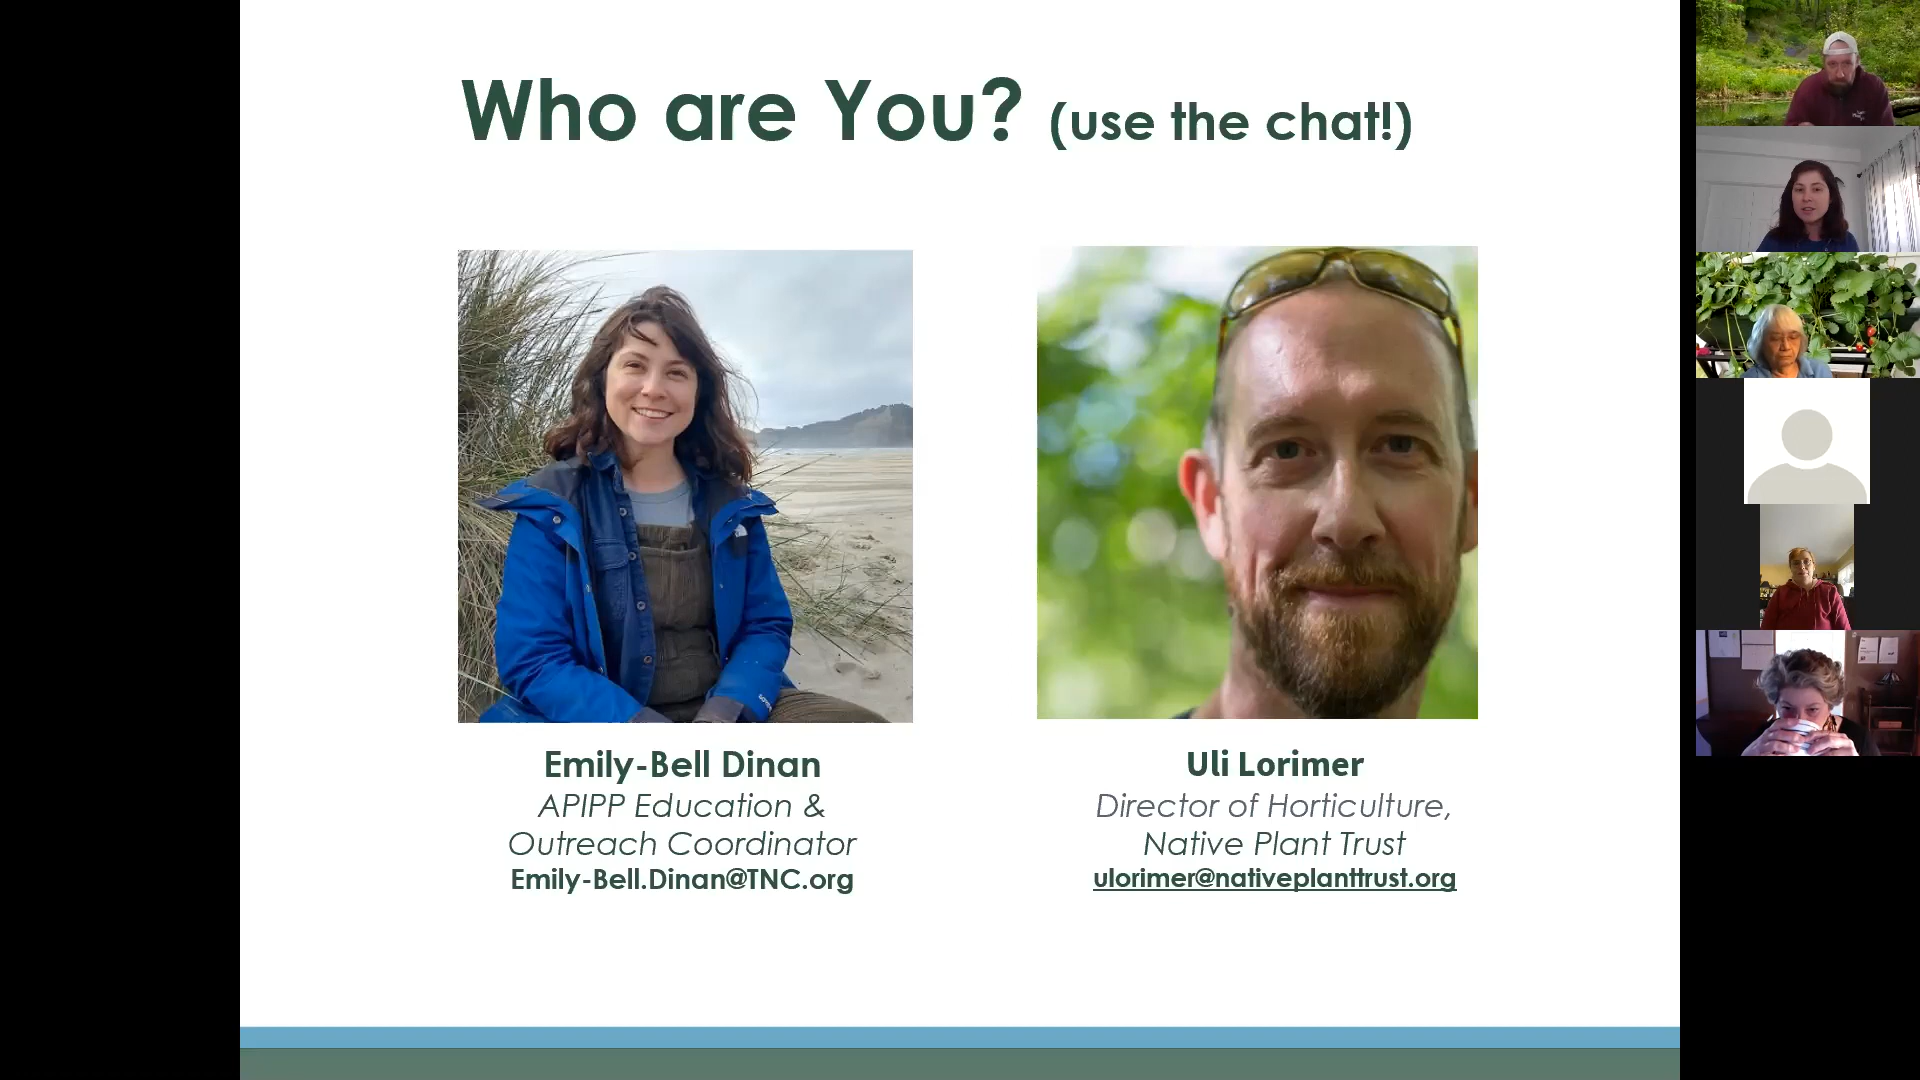 Who are You? (use the chat!)
Emily-Bell Dinan
APIPP Education &
Outreach Coordinator
Emily-Bell.Dinan@TNC.org
Uli Lorimer
Director of Horticulture,
Native Plant Trust
ulorimer@nativeplanttrust.org